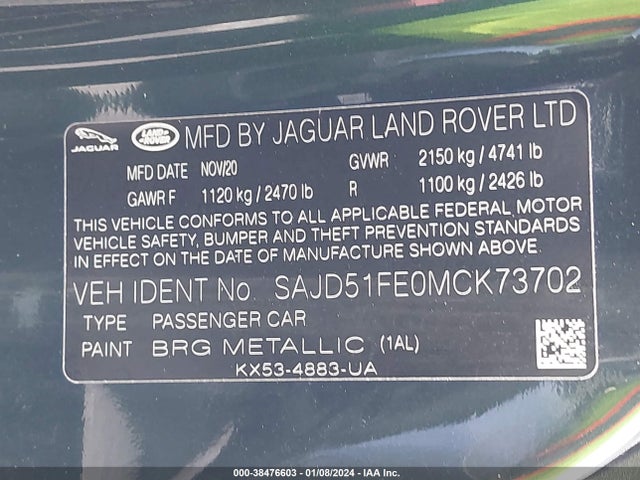 JAGUAR LAND-ROVER MFD BY JAGUAR LAND ROVER LTD
MFD DATE NOV/20 GVWR 2150 kg / 4741 lb
GAWR F 1120 kg / 2470 lb R 1100 kg / 2426 lb
THIS VEHICLE CONFORMS TO ALL APPLICABLE FEDERAL MOTOR
VEHICLE SAFETY, BUMPER AND THEFT PREVENTION STANDARDS
IN EFFECT ON THE DATE OF MANUFACTURE SHOWN ABOVE
VEH IDENT No SAJD51FE0MCK73702
TYPE PASSENGER CAR
PAINT BRG METALLIC (1AL)
KX53-4883-UA
000-38476603 - 01/08/2024 - IAA Inc.